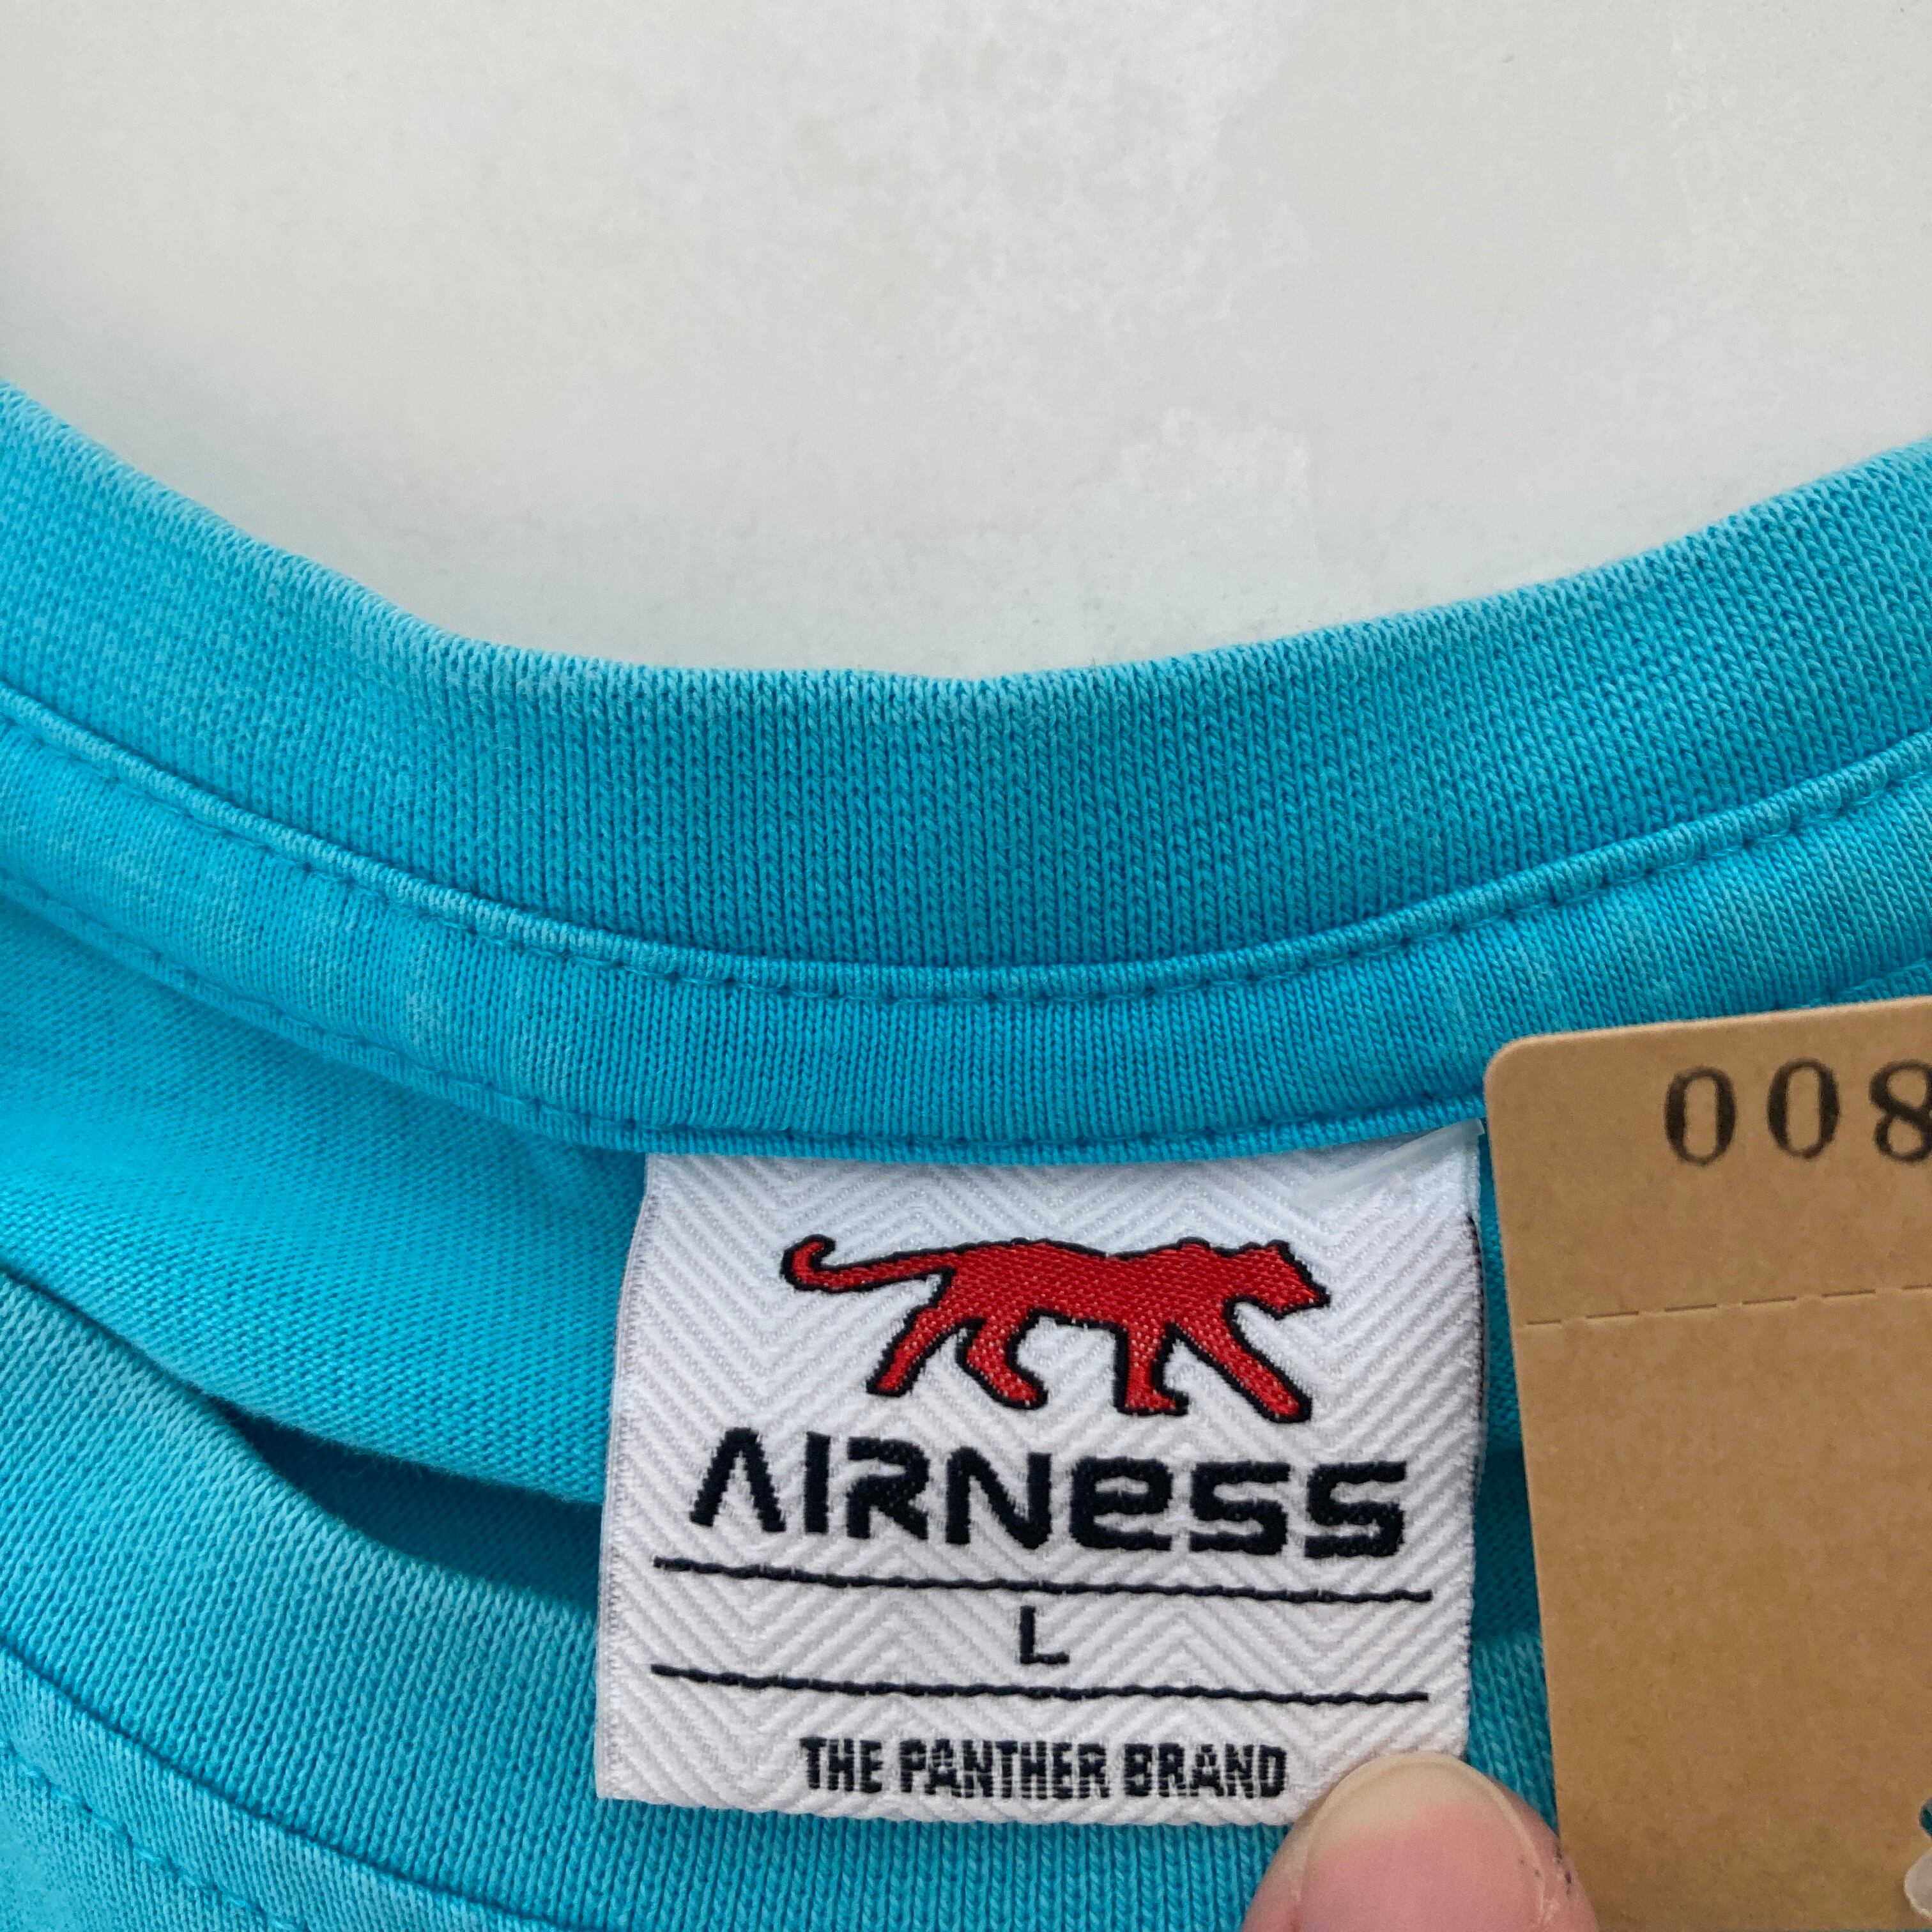 008
AIRNESS
L
THE PANTHER BRAND